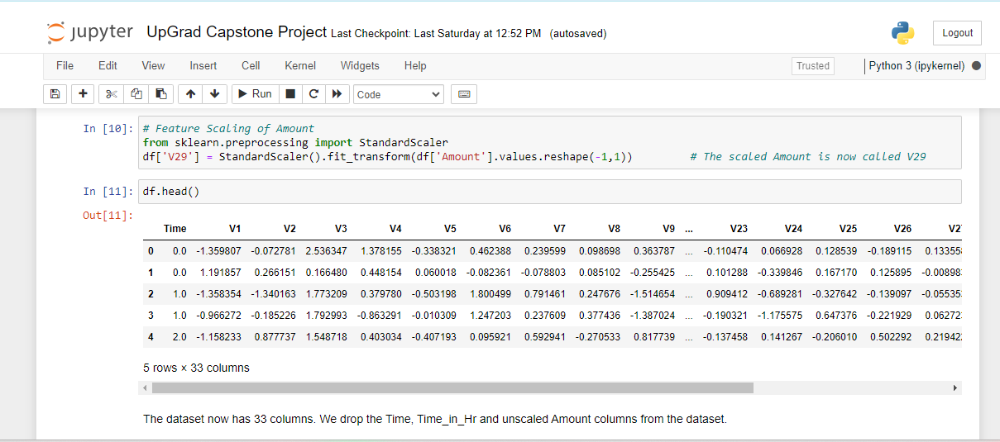 jupyter UpGrad Capstone Project Last Checkpoint: Last Saturday at 12:52 PM (autosaved) Logout
File Edit View Insert Cell Kernel Widgets Help Trusted Python 3 (ipykernel)
Run Code
In [10]: # Feature Scaling of Amount
from sklearn.preprocessing import StandardScaler
df['V29'] = StandardScaler().fit_transform(df['Amount'].values.reshape(-1,1)) # The scaled Amount is now called V29
In [11]: df.head()
Out[11]:
Time V1 V2 V3 V4 V5 V6 V7 V8 V9 ... V23 V24 V25 V26
0 0.0 -1.359807 -0.072781 2.536347 1.378155 -0.338321 0.462388 0.239599 0.098698 0.363787 ... -0.110474 0.066928 0.128539 -0.189115 0.13355
1 0.0 1.191857 0.266151 0.166480 0.448154 0.060018 -0.082361 -0.078803 0.085102 -0.255425 ... 0.101288 -0.339846 0.167170 0.125895 -0.00898
2 1.0 -1.358354 -1.340163 1.773209 0.379780 -0.503198 1.800499 0.791461 0.247676 -1.514654 ... 0.909412 -0.689281 -0.327642 -0.139097 -0.05535
3 1.0 -0.966272 -0.185226 1.792993 -0.863291 -0.010309 1.247203 0.237609 0.377436 -1.387024 ... -0.190321 -1.175575 0.647376 -0.221929 0.06272
4 2.0 -1.158233 0.877737 1.548718 0.403034 -0.407193 0.095921 0.592941 -0.270533 0.817739 ... -0.137458 0.141267 -0.206010 0.502292 0.21942
5 rows × 33 columns
The dataset now has 33 columns. We drop the Time, Time_in_Hr and unscaled Amount columns from the dataset.